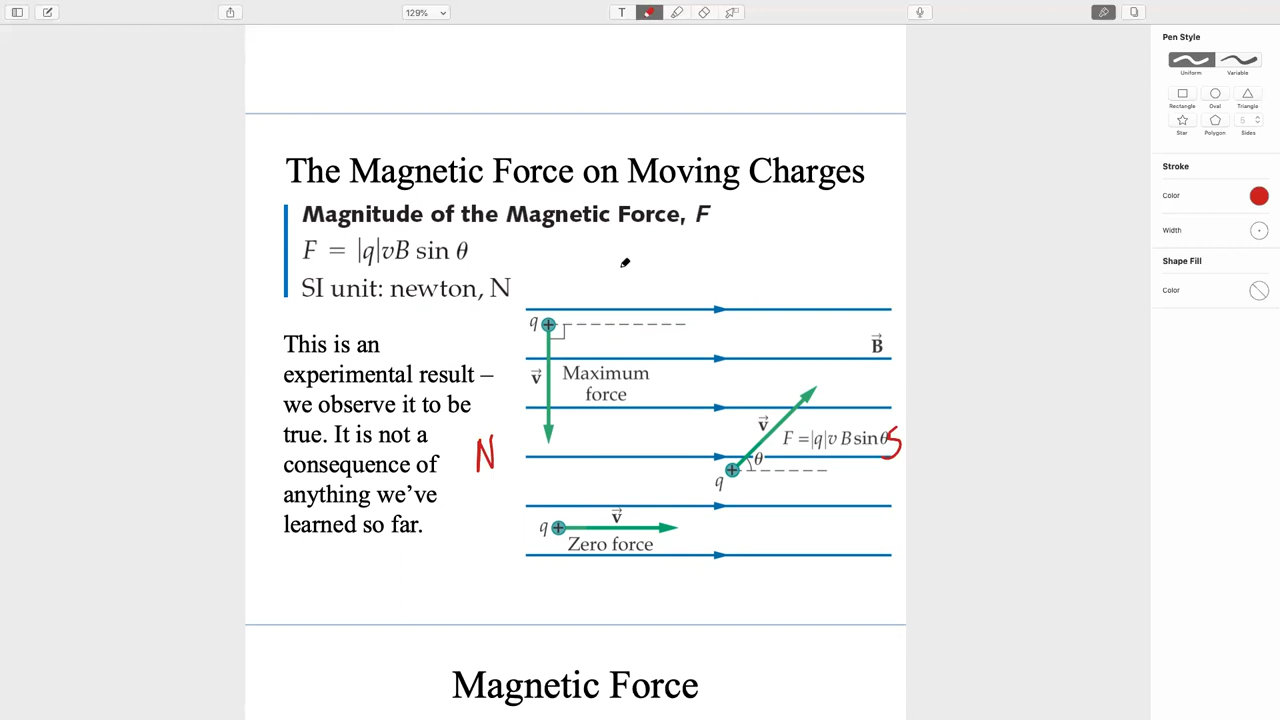 129%
T
Pen Style
Uniform
Variable
Rectangle
Oval
Triangle
Star
Polygon
5
Sides
Stroke
Color
Width
Shape Fill
Color
The Magnetic Force on Moving Charges
Magnitude of the Magnetic Force, F
F = |q|vB sin θ
SI unit: newton, N
This is an
experimental result –
we observe it to be
true. It is not a
consequence of
anything we’ve
learned so far.
N
q +
B⃗
v⃗ Maximum
force
v⃗
F =|q|v B sin θ
S
θ
q +
v⃗
q +
Zero force
Magnetic Force